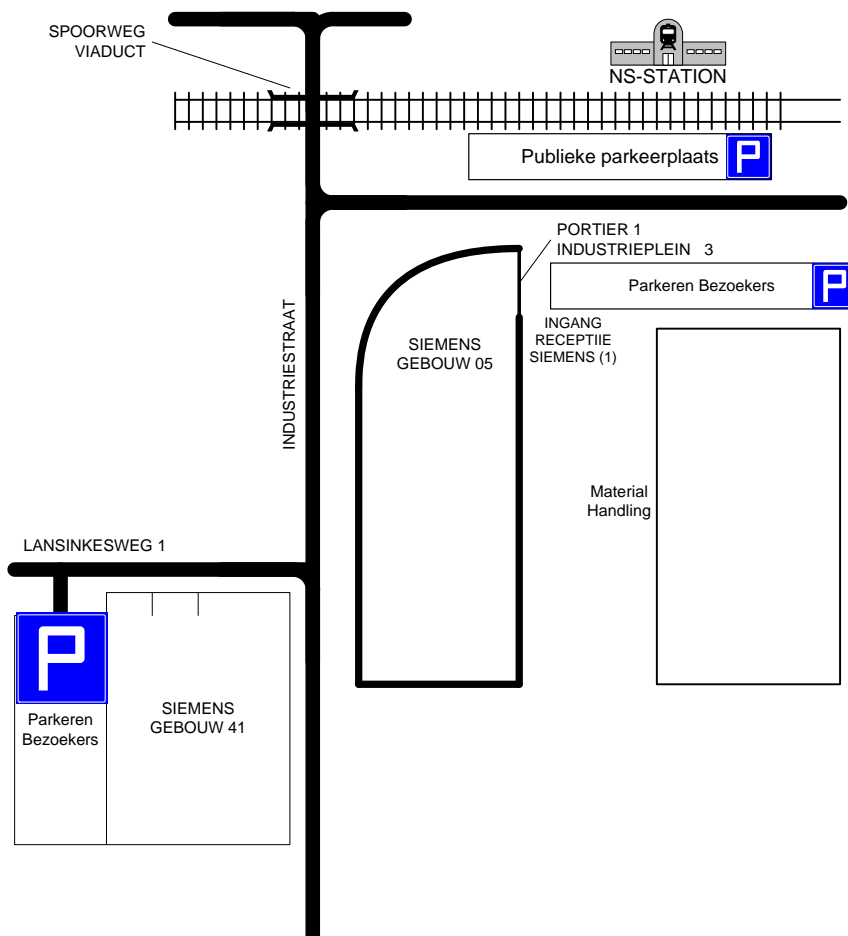 SPOORWEG
VIADUCT
NS-STATION
Publieke parkeerplaats P
PORTIER 1
INDUSTRIEPLEIN 3
Parkeren Bezoekers P
INGANG
RECEPTIIE
SIEMENS (1)
SIEMENS
GEBOUW 05
INDUSTRIESTRAAT
Material
Handling
LANSINKESWEG 1
P
Parkeren
Bezoekers
SIEMENS
GEBOUW 41